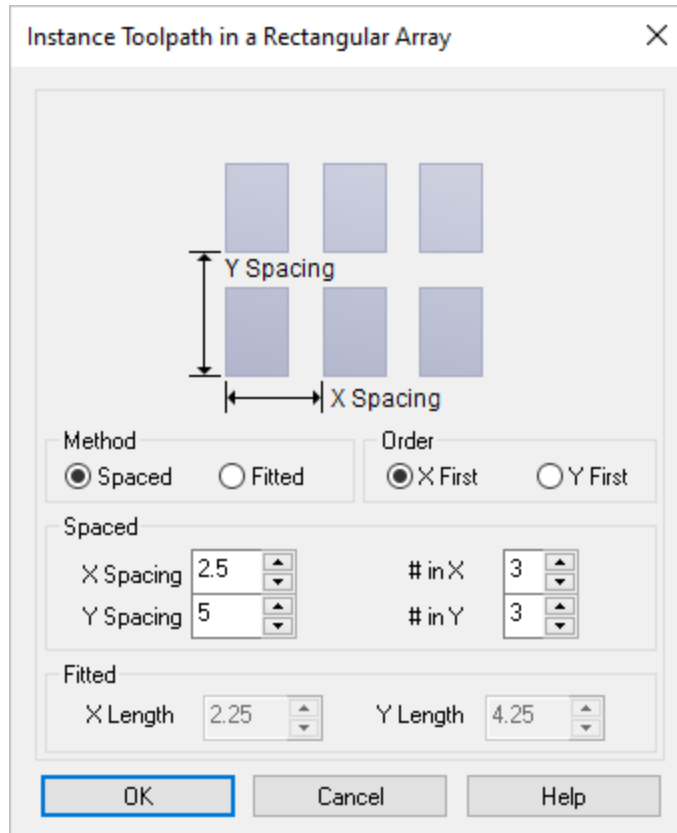 Instance Toolpath in a Rectangular Array
Y Spacing
X Spacing
Method
Spaced
Fitted
Order
X First
Y First
Spaced
X Spacing 2.5 # in X 3
Y Spacing 5 # in Y 3
Fitted
X Length 2.25 Y Length 4.25
OK Cancel Help